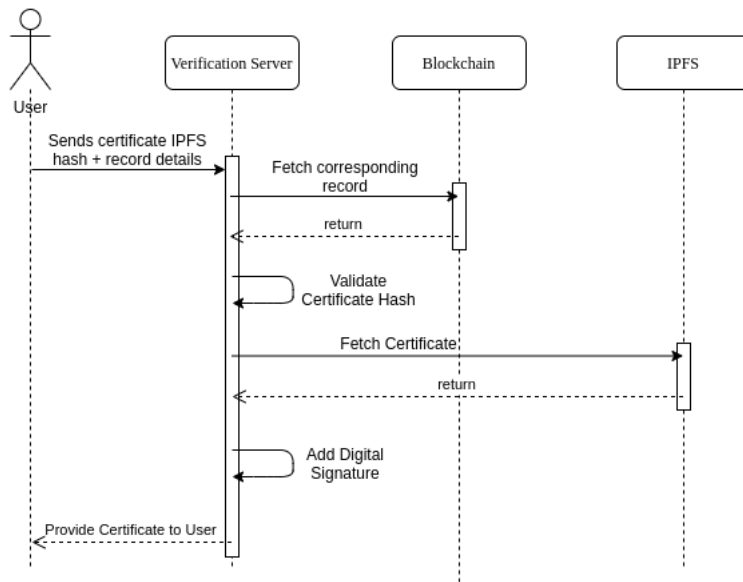 User
Verification Server
Blockchain
IPFS
Sends certificate IPFS
hash + record details
Fetch corresponding
record
return
Validate
Certificate Hash
Fetch Certificate
return
Add Digital
Signature
Provide Certificate to User